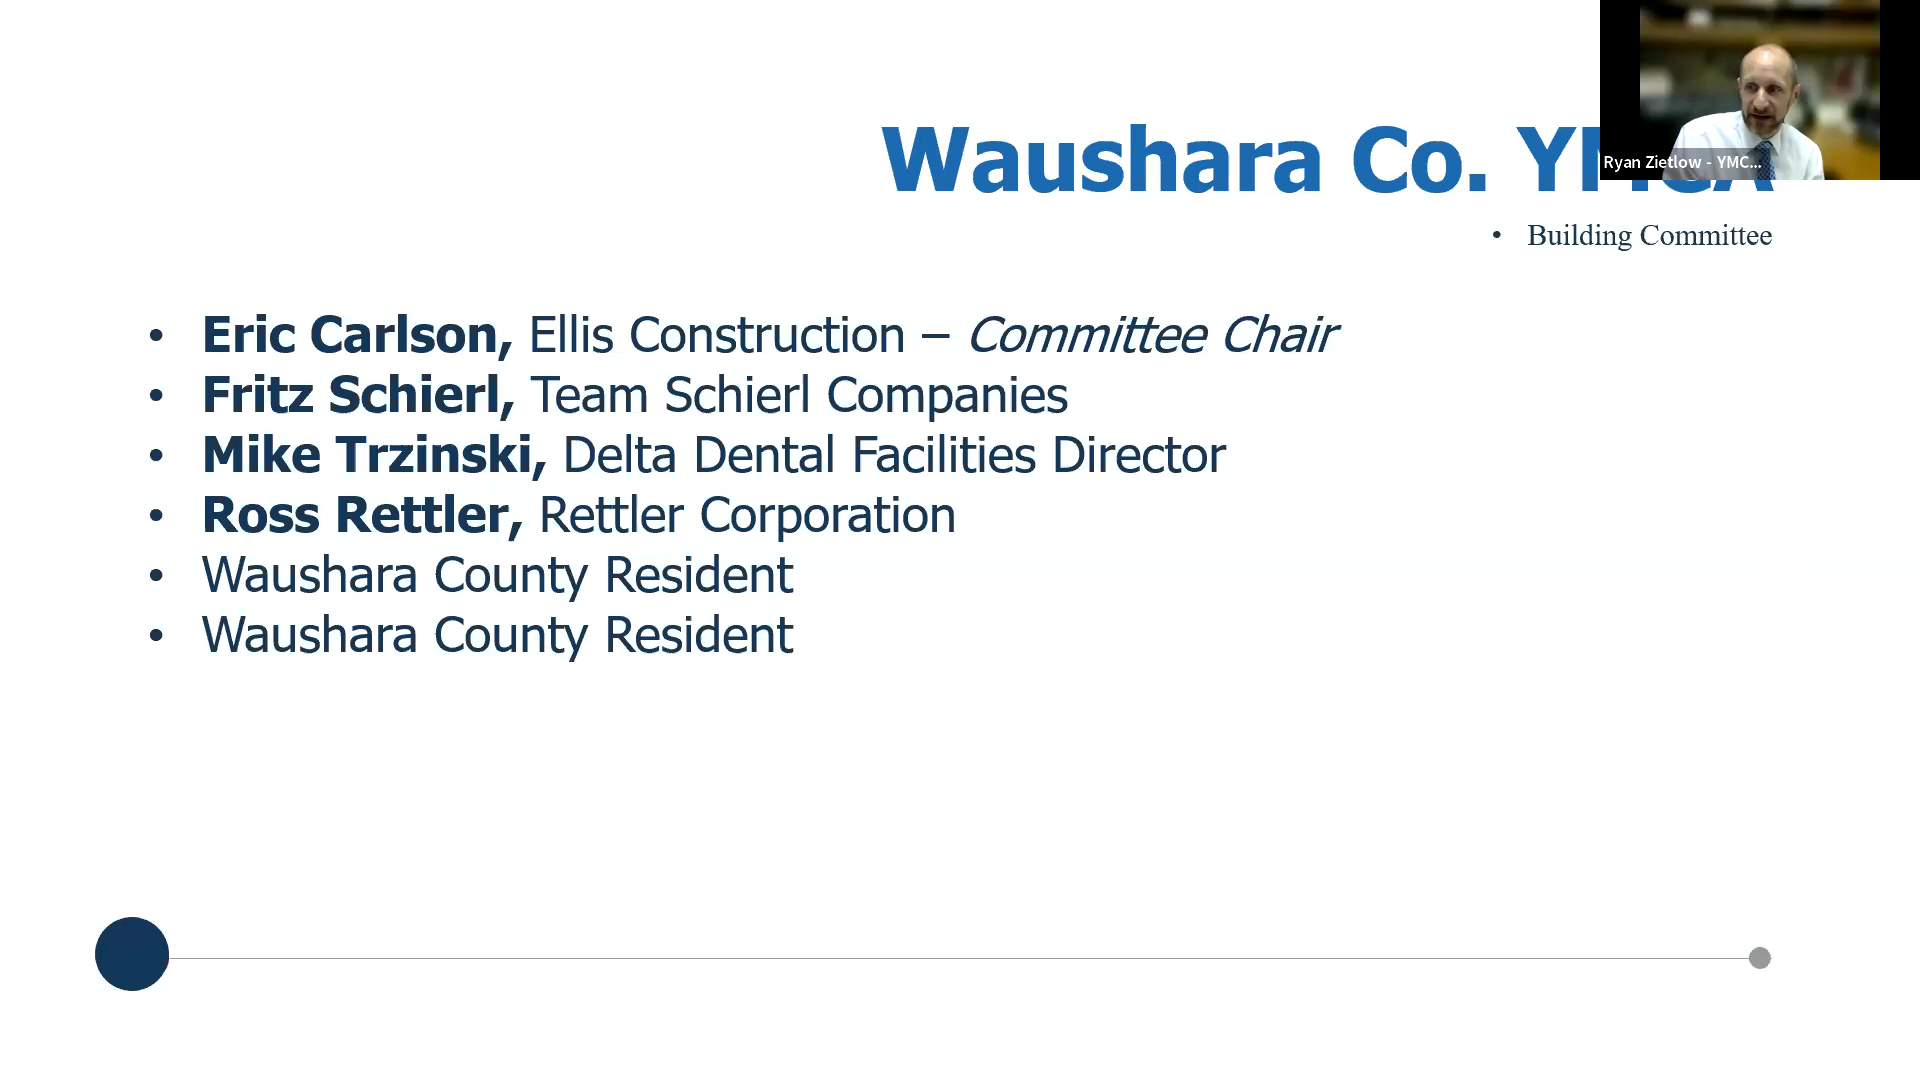 Waushara Co. YMCA
Ryan Zietlow - YMC...
• Building Committee
• Eric Carlson, Ellis Construction – Committee Chair
• Fritz Schierl, Team Schierl Companies
• Mike Trzinski, Delta Dental Facilities Director
• Ross Rettler, Rettler Corporation
• Waushara County Resident
• Waushara County Resident